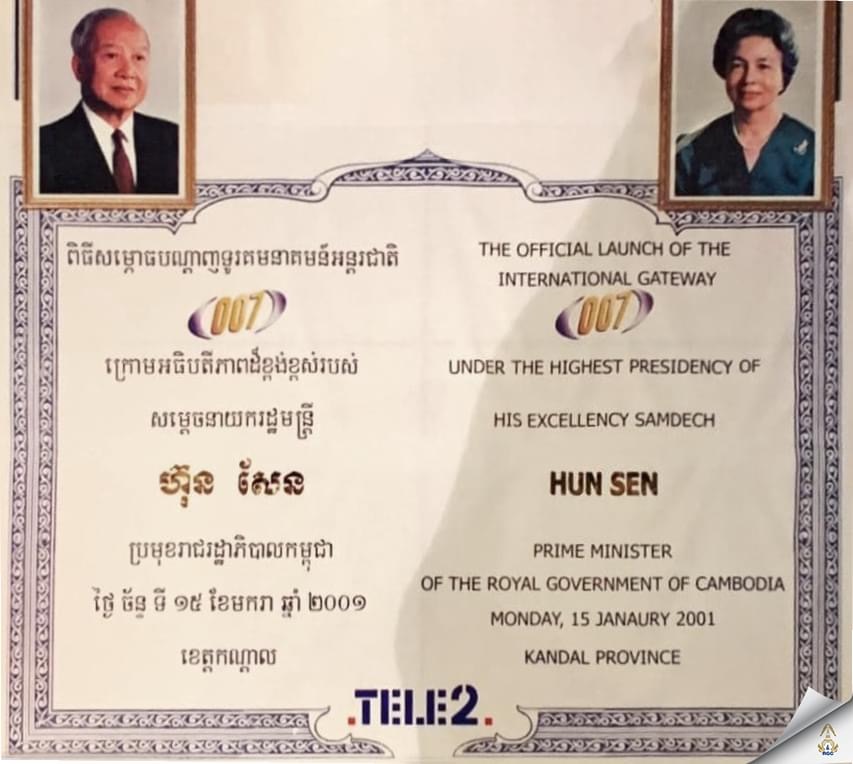 ពិធីសម្ពោធបណ្តាញទូរគមនាគមន៍អន្តរជាតិ
007
ក្រោមអធិបតីភាពដ៏ខ្ពង់ខ្ពស់របស់
សម្តេចនាយករដ្ឋមន្ត្រី
ហ៊ុន សែន
ប្រមុខរាជរដ្ឋាភិបាលកម្ពុជា
ថ្ងៃ ច័ន្ទ ទី ១៥ ខែមករា ឆ្នាំ ២០០១
ខេត្តកណ្តាល
THE OFFICIAL LAUNCH OF THE
INTERNATIONAL GATEWAY
007
UNDER THE HIGHEST PRESIDENCY OF
HIS EXCELLENCY SAMDECH
HUN SEN
PRIME MINISTER
OF THE ROYAL GOVERNMENT OF CAMBODIA
MONDAY, 15 JANAURY 2001
KANDAL PROVINCE
.TELE2.
RGC